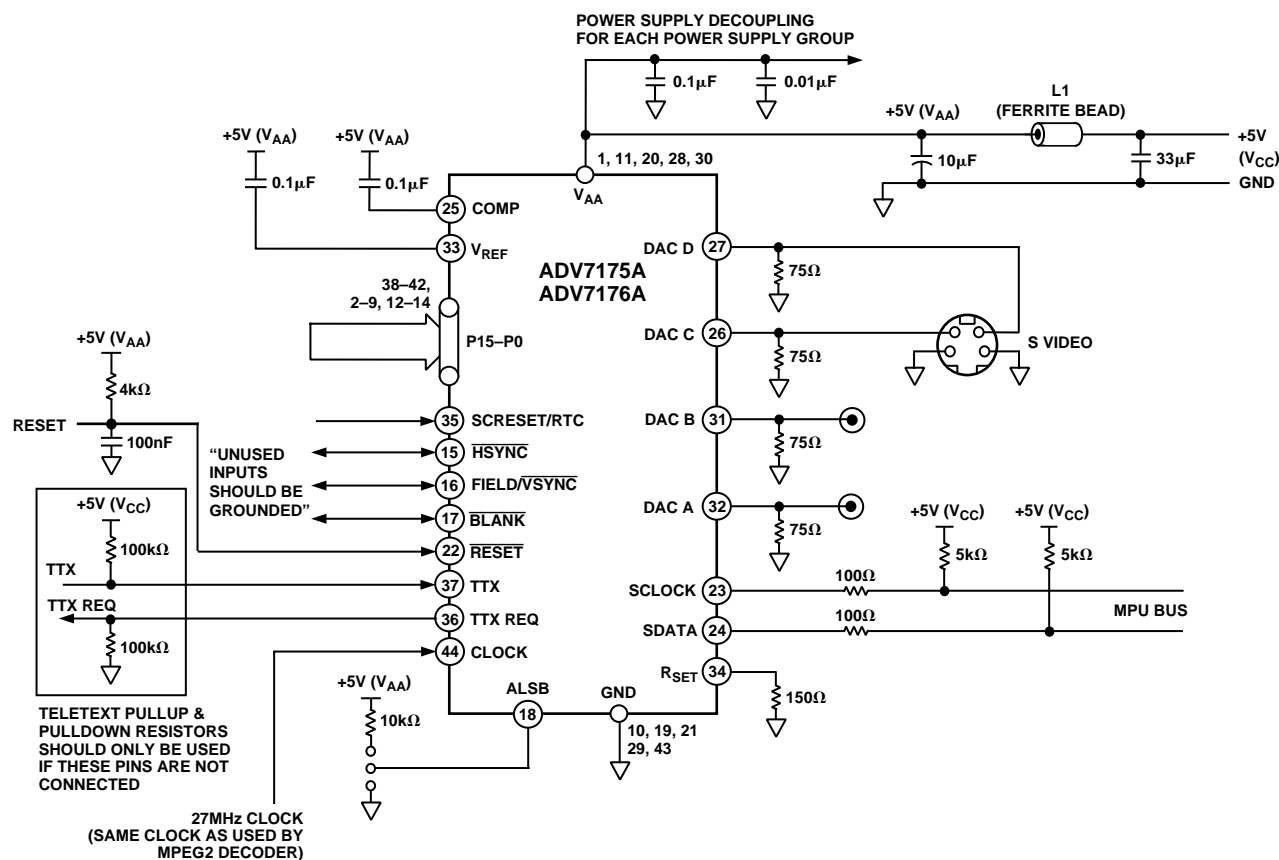 POWER SUPPLY DECOUPLING
FOR EACH POWER SUPPLY GROUP
0.1µF
0.01µF
L1
(FERRITE BEAD)
+5V (VAA)
+5V
(VCC)
GND
10µF
33µF
+5V (VAA)
+5V (VAA)
0.1µF
0.1µF
1, 11, 20, 28, 30
VAA
25
COMP
33
VREF
ADV7175A
ADV7176A
38–42,
2–9, 12–14
P15–P0
DAC D
27
75Ω
DAC C
26
75Ω
S VIDEO
DAC B
31
75Ω
DAC A
32
75Ω
+5V (VAA)
4kΩ
RESET
100nF
35
SCRESET/RTC
"UNUSED
INPUTS
SHOULD BE
GROUNDED"
15
HSYNC
16
FIELD/VSYNC
17
BLANK
22
RESET
+5V (VCC)
100kΩ
TTX
37
TTX
TTX REQ
36
TTX REQ
100kΩ
44
CLOCK
+5V (VCC)
+5V (VCC)
5kΩ
5kΩ
SCLOCK
23
100Ω
MPU BUS
SDATA
24
100Ω
RSET
34
150Ω
+5V (VAA)
10kΩ
ALSB
18
GND
10, 19, 21
29, 43
TELETEXT PULLUP &
PULLDOWN RESISTORS
SHOULD ONLY BE USED
IF THESE PINS ARE NOT
CONNECTED
27MHz CLOCK
(SAME CLOCK AS USED BY
MPEG2 DECODER)